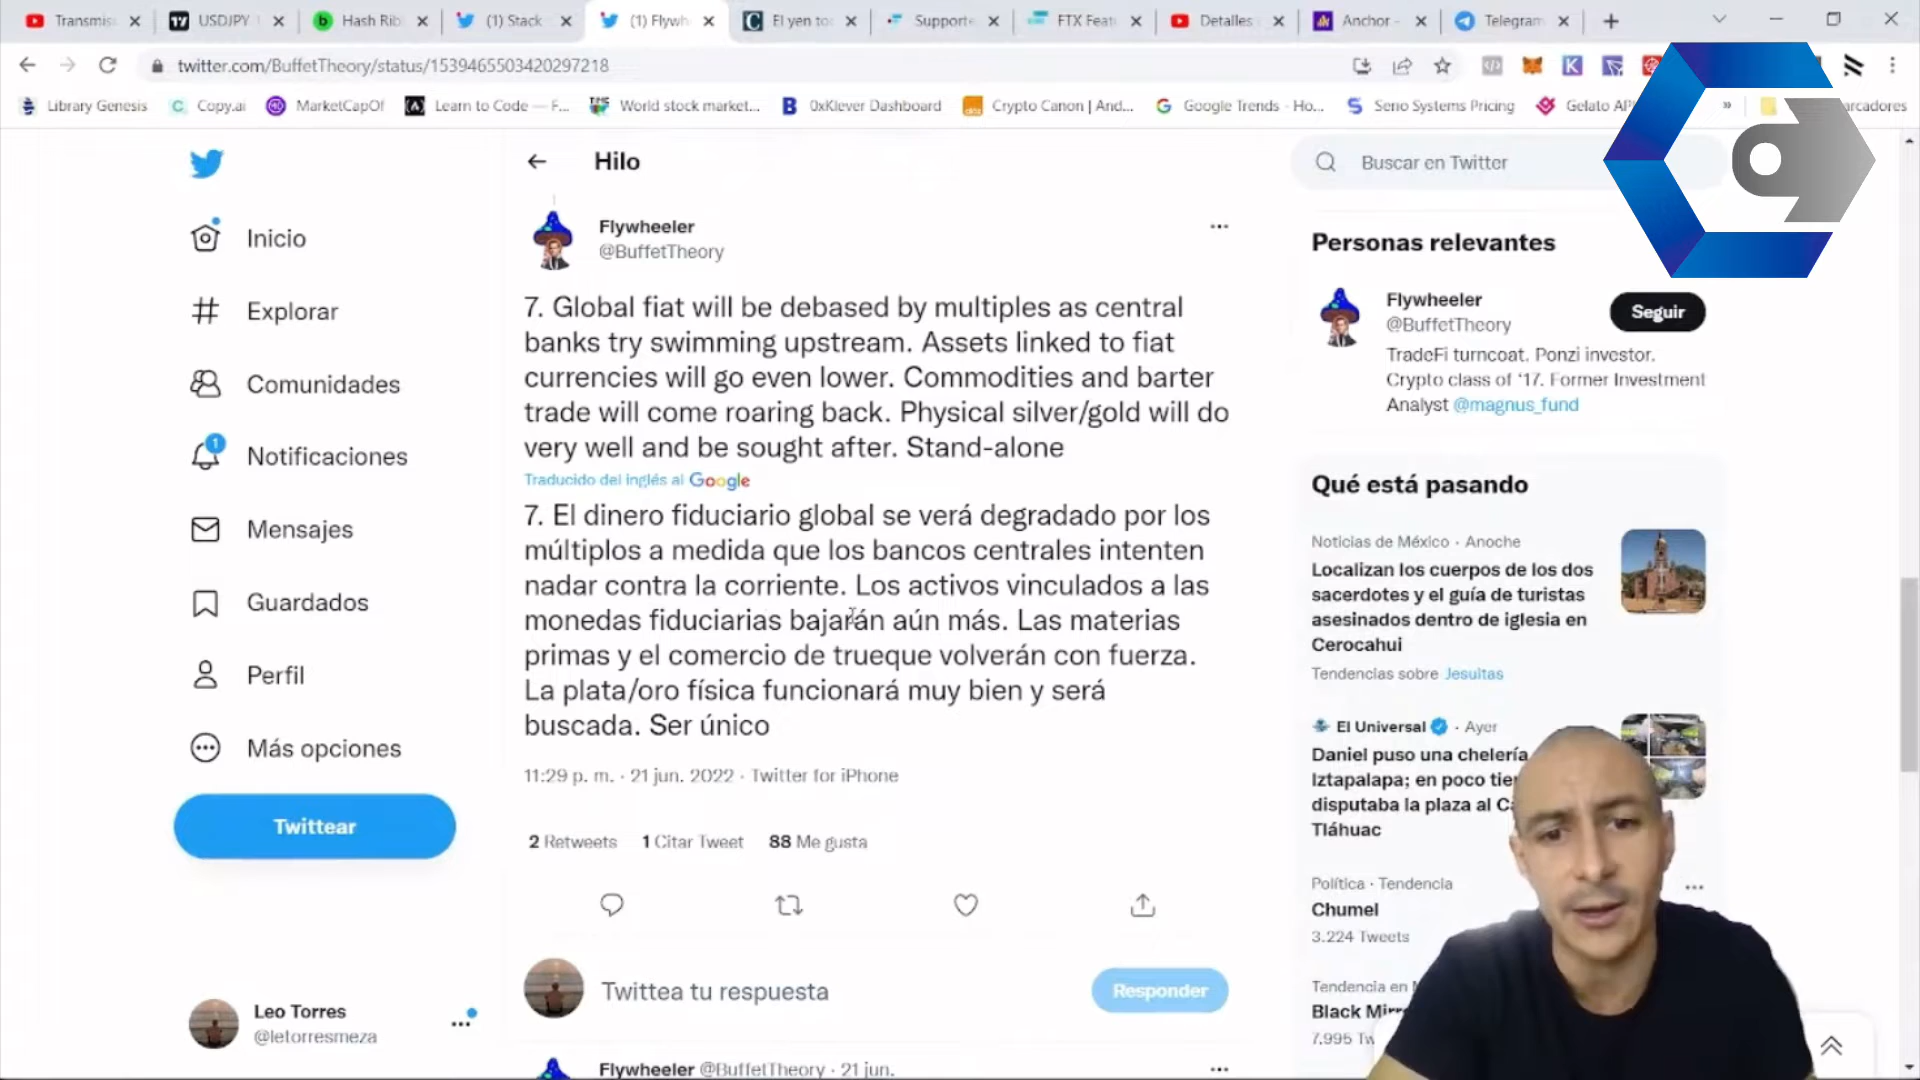 Transmis
USDJPY
Hash Rib
(1) Stack
(1) Flywh
El yen to
Support
FTX Feat
Detalles
Anchor -
Telegram
twitter.com/BuffetTheory/status/1539465503420297218
Library Genesis
Copy.ai
MarketCapOf
Learn to Code — F...
World stock market...
0xKlever Dashboard
Crypto Canon | And...
Google Trends - Ho...
Serio Systems Pricing
Gelato AP
»
arcadores
Hilo
Buscar en Twitter
Inicio
Explorar
Comunidades
1
Notificaciones
Mensajes
Guardados
Perfil
Más opciones
Twittear
Leo Torres
@letorresmeza
Flywheeler
@BuffetTheory
7. Global fiat will be debased by multiples as central
banks try swimming upstream. Assets linked to fiat
currencies will go even lower. Commodities and barter
trade will come roaring back. Physical silver/gold will do
very well and be sought after. Stand-alone
Traducido del inglés al Google
7. El dinero fiduciario global se verá degradado por los
múltiplos a medida que los bancos centrales intenten
nadar contra la corriente. Los activos vinculados a las
monedas fiduciarias bajarán aún más. Las materias
primas y el comercio de trueque volverán con fuerza.
La plata/oro física funcionará muy bien y será
buscada. Ser único
11:29 p. m. · 21 jun. 2022 · Twitter for iPhone
2 Retweets 1 Citar Tweet 88 Me gusta
Twittea tu respuesta
Responder
Flywheeler @BuffetTheory · 21 jun.
Personas relevantes
Flywheeler
@BuffetTheory
Seguir
TradeFi turncoat. Ponzi investor.
Crypto class of ‘17. Former Investment
Analyst @magnus_fund
Qué está pasando
Noticias de México · Anoche
Localizan los cuerpos de los dos
sacerdotes y el guía de turistas
asesinados dentro de iglesia en
Cerocahui
Tendencias sobre Jesuitas
El Universal · Ayer
Daniel puso una chelería
Iztapalapa; en poco tie
disputaba la plaza al C
Tláhuac
Política · Tendencia
Chumel
3.224 Tweets
Tendencia en
Black Mirr
7.995 Tw